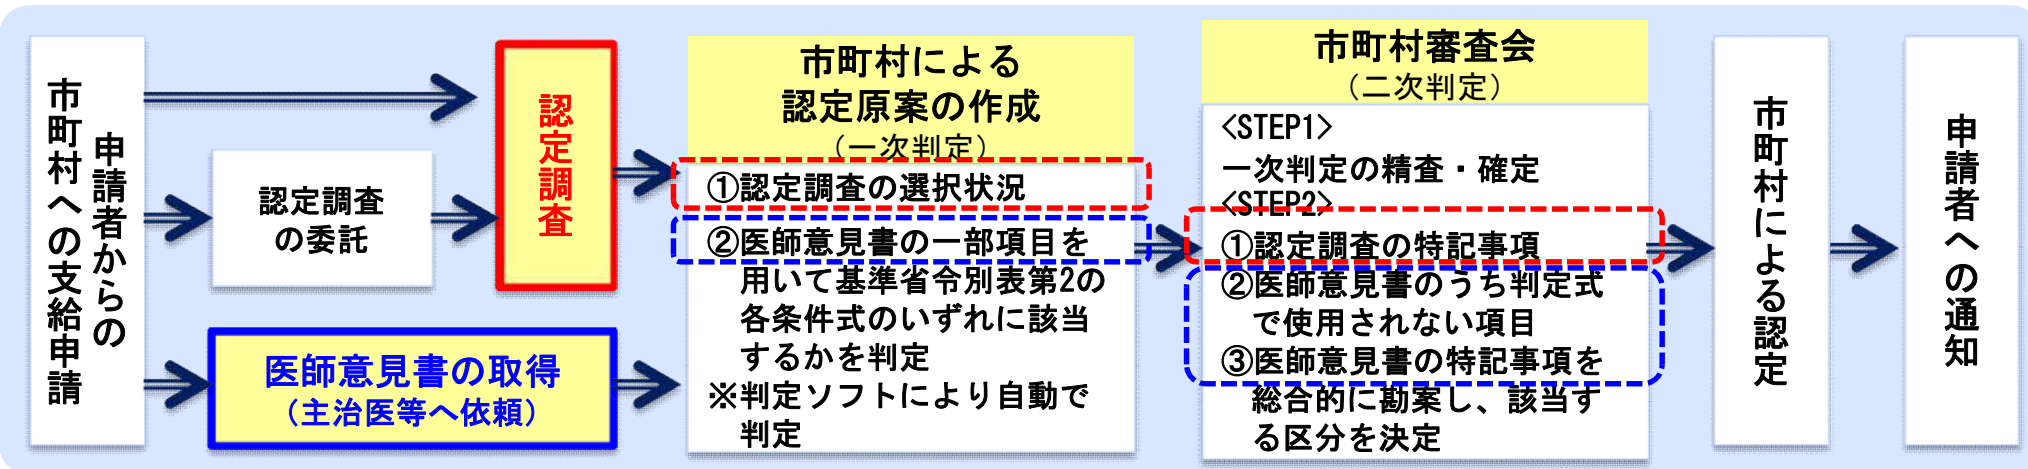 申請者からの
市町村への支給申請
認定調査
の委託
認定調査
医師意見書の取得
（主治医等へ依頼）
市町村による
認定原案の作成
（一次判定）
①認定調査の選択状況
②医師意見書の一部項目を
用いて基準省令別表第2の
各条件式のいずれに該当
するかを判定
※判定ソフトにより自動で
判定
市町村審査会
（二次判定）
<STEP1>
一次判定の精査・確定
<STEP2>
①認定調査の特記事項
②医師意見書のうち判定式
で使用されない項目
③医師意見書の特記事項を
総合的に勘案し、該当す
る区分を決定
市町村による認定
申請者への通知